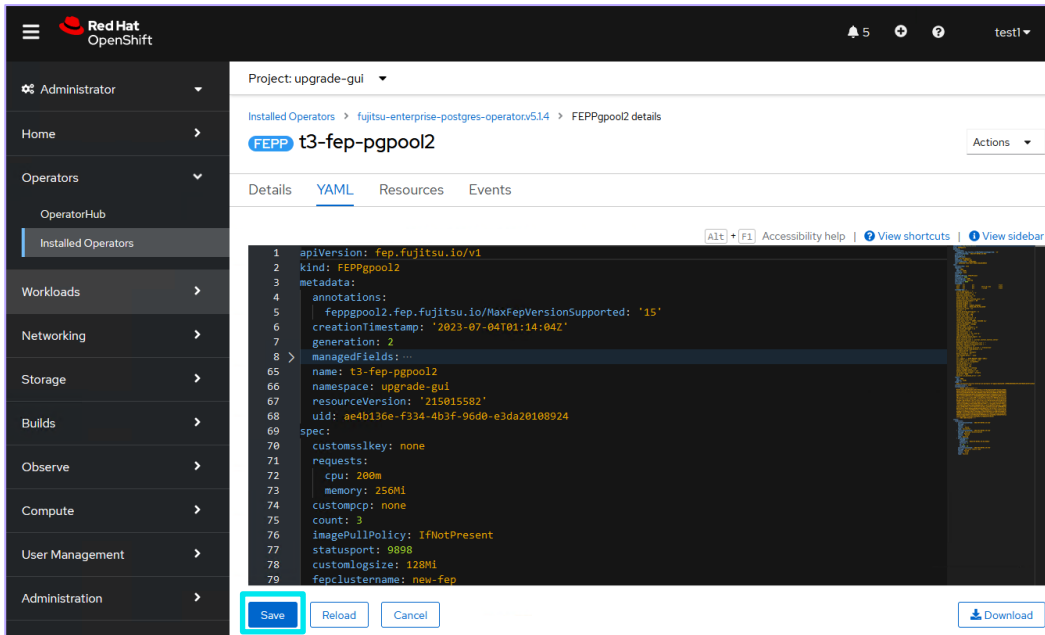 Red Hat
OpenShift
5
test1
Administrator
Home
Operators
OperatorHub
Installed Operators
Workloads
Networking
Storage
Builds
Observe
Compute
User Management
Administration
Project: upgrade-gui
Installed Operators > fujitsu-enterprise-postgres-operator.v5.1.4 > FEPPgpool2 details
FEPP t3-fep-pgpool2
Actions
Details YAML Resources Events
Alt + F1 Accessibility help | View shortcuts | View sidebar
1 apiVersion: fep.fujitsu.io/v1
2 kind: FEPPgpool2
3 metadata:
4 annotations:
5 feppgpool2.fep.fujitsu.io/MaxFepVersionSupported: '15'
6 creationTimestamp: '2023-07-04T01:14:04Z'
7 generation: 2
8 managedFields: ...
65 name: t3-fep-pgpool2
66 namespace: upgrade-gui
67 resourceVersion: '215015582'
68 uid: ae4b136e-f334-4b3f-96d0-e3da20108924
69 spec:
70 customsslkey: none
71 requests:
72 cpu: 200m
73 memory: 256Mi
74 custompcp: none
75 count: 3
76 imagePullPolicy: IfNotPresent
77 statusport: 9898
78 customlogsize: 128Mi
79 fepclustername: new-fep
Save Reload Cancel Download